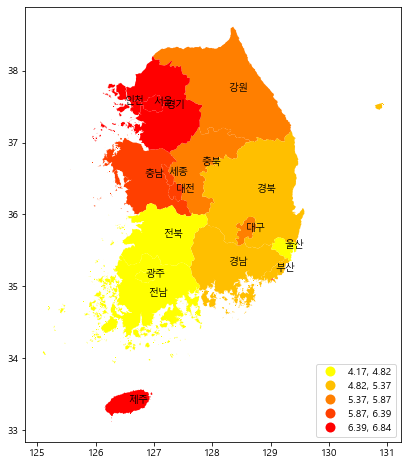 38
37
36
35
34
33
강원
인천
서울
경기
충북
세종
충남
대전
경북
대구
전북
울산
경남
부산
광주
전남
제주
4.17, 4.82
4.82, 5.37
5.37, 5.87
5.87, 6.39
6.39, 6.84
125 126 127 128 129 130 131